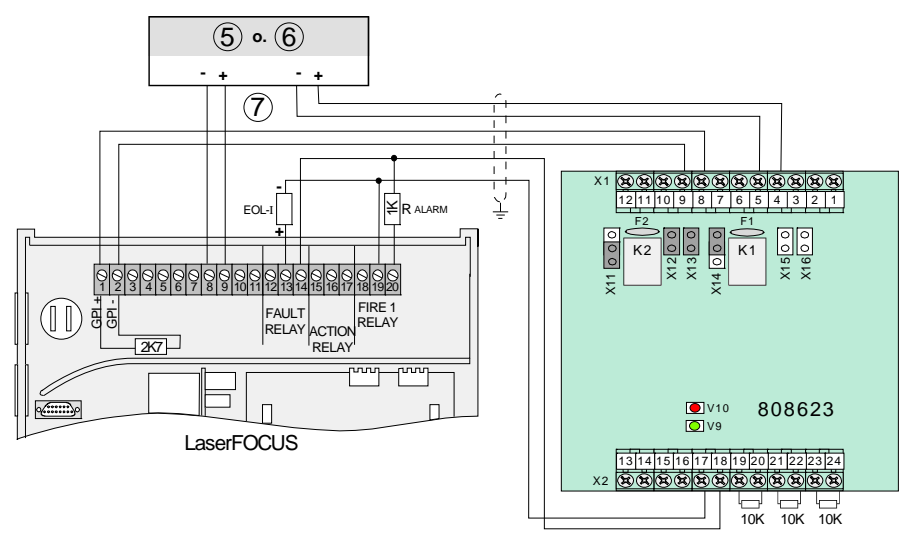 5 o. 6
- + - +
7
X1
12 11 10 9 8 7 6 5 4 3 2 1
F2 F1
K2 K1
X11 X12 X13 X14 X15 X16
-
EOL-I
+
1K
R ALARM
1 2 3 4 5 6 7 8 9 10 11 12 13 14 15 16 17 18 19 20
GPI +
GPI -
FAULT
RELAY
ACTION
RELAY
FIRE 1
RELAY
2K7
LaserFOCUS
V10
V9
808623
13 14 15 16 17 18 19 20 21 22 23 24
X2
10K 10K 10K